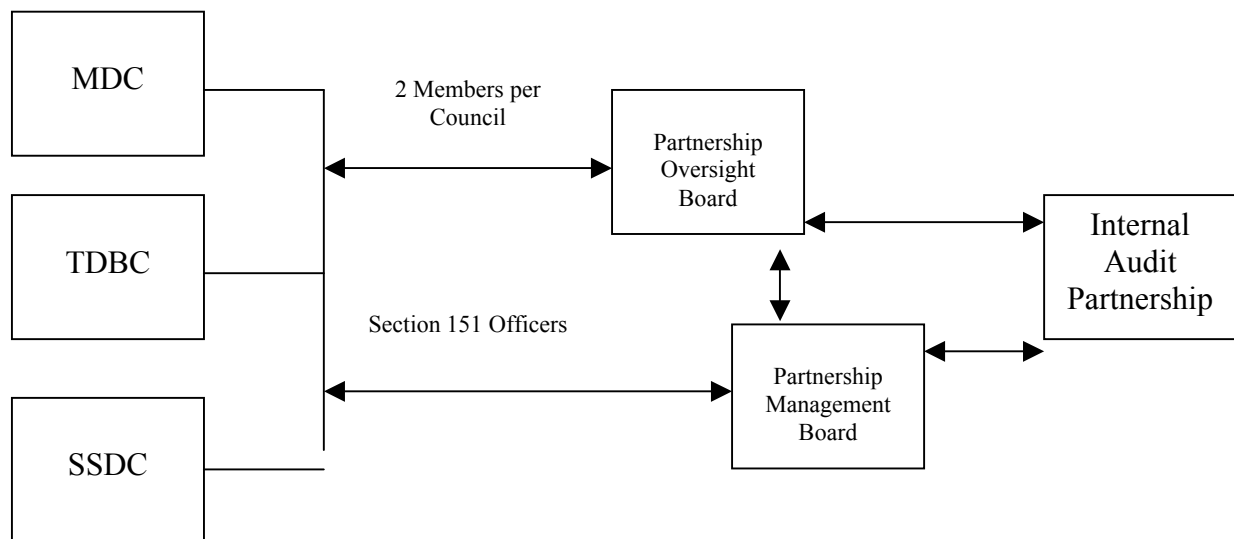 MDC
2 Members per
Council
Partnership
Oversight
Board
TDBC
Internal
Audit
Partnership
Section 151 Officers
Partnership
Management
Board
SSDC